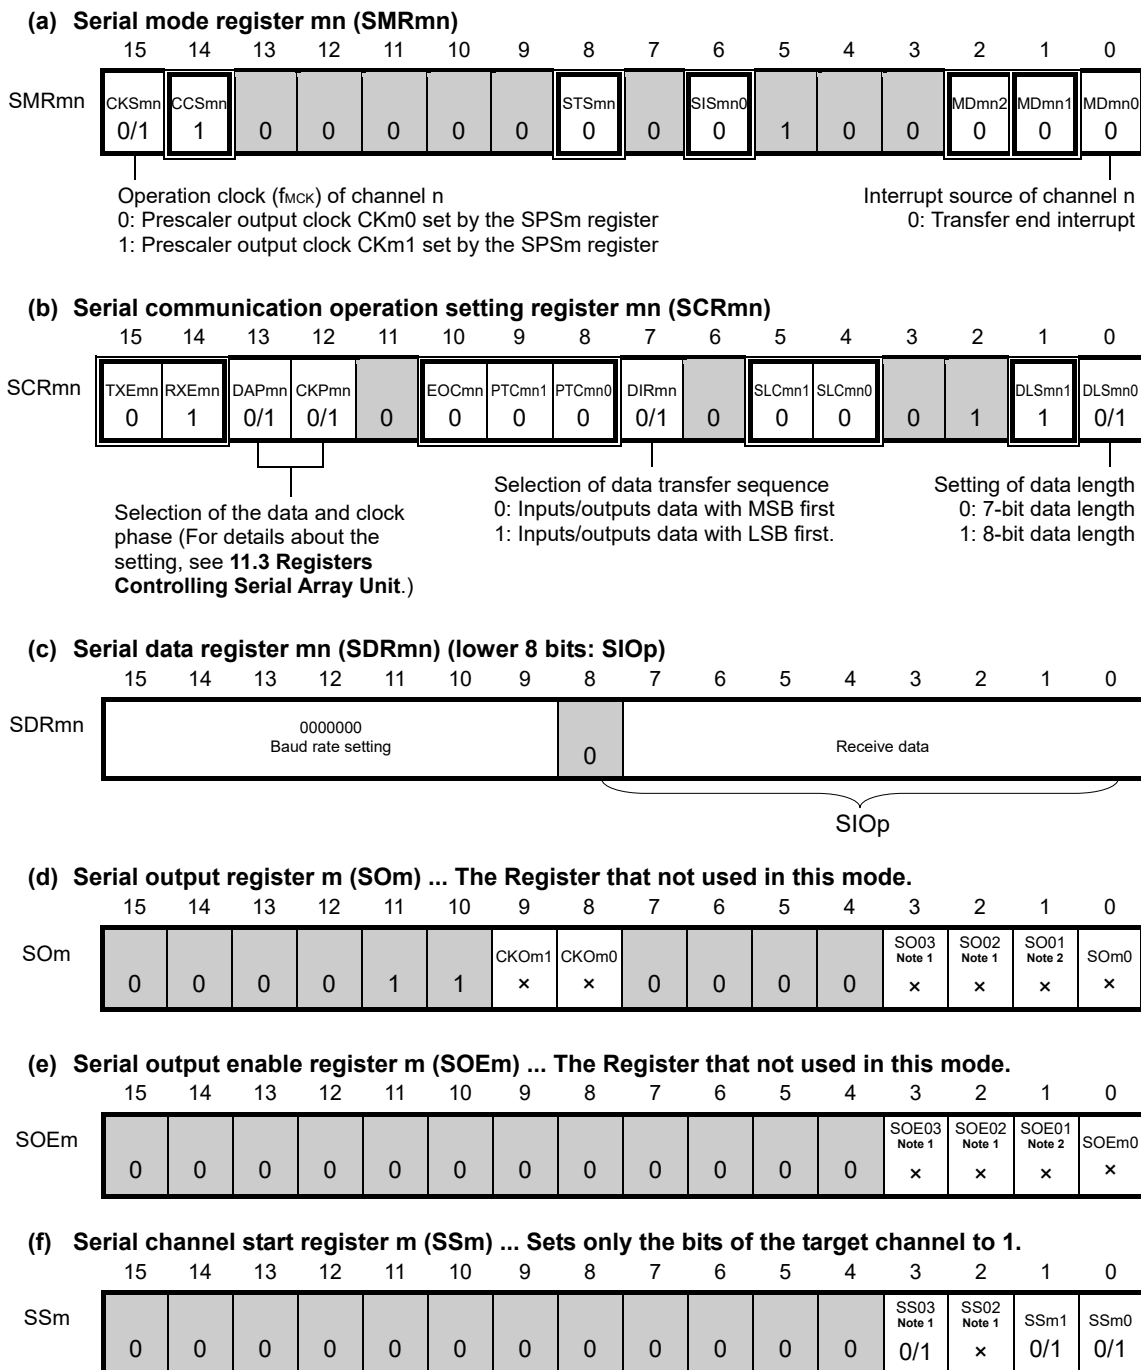 (a) Serial mode register mn (SMRmn)
15 14 13 12 11 10 9 8 7 6 5 4 3 2 1 0
SMRmn
CKSmn CCSmn STSmn SISmn0 MDmn2 MDmn1 MDmn0
0/1 1 0 0 0 0 0 0 0 0 1 0 0 0 0 0
Operation clock (fMCK) of channel n
0: Prescaler output clock CKm0 set by the SPSm register
1: Prescaler output clock CKm1 set by the SPSm register
Interrupt source of channel n
0: Transfer end interrupt
(b) Serial communication operation setting register mn (SCRmn)
15 14 13 12 11 10 9 8 7 6 5 4 3 2 1 0
SCRmn
TXEmn RXEmn DAPmn CKPmn EOCmn PTCmn1 PTCmn0 DIRmn SLCmn1 SLCmn0 DLSmn1 DLSmn0
0 1 0/1 0/1 0 0 0 0 0/1 0 0 0 0 1 1 0/1
Selection of the data and clock
phase (For details about the
setting, see 11.3 Registers
Controlling Serial Array Unit.)
Selection of data transfer sequence
0: Inputs/outputs data with MSB first
1: Inputs/outputs data with LSB first.
Setting of data length
0: 7-bit data length
1: 8-bit data length
(c) Serial data register mn (SDRmn) (lower 8 bits: SIOp)
15 14 13 12 11 10 9 8 7 6 5 4 3 2 1 0
SDRmn
0000000
Baud rate setting
0
Receive data
SIOp
(d) Serial output register m (SOm) ... The Register that not used in this mode.
15 14 13 12 11 10 9 8 7 6 5 4 3 2 1 0
SOm
CKOm1 CKOm0 SO03 SO02 SO01 SOm0
Note 1 Note 1 Note 2
0 0 0 0 1 1 × × 0 0 0 0 × × × ×
(e) Serial output enable register m (SOEm) ... The Register that not used in this mode.
15 14 13 12 11 10 9 8 7 6 5 4 3 2 1 0
SOEm
SOE03 SOE02 SOE01 SOEm0
Note 1 Note 1 Note 2
0 0 0 0 0 0 0 0 0 0 0 0 × × × ×
(f) Serial channel start register m (SSm) ... Sets only the bits of the target channel to 1.
15 14 13 12 11 10 9 8 7 6 5 4 3 2 1 0
SSm
SS03 SS02 SSm1 SSm0
Note 1 Note 1
0 0 0 0 0 0 0 0 0 0 0 0 0/1 × 0/1 0/1